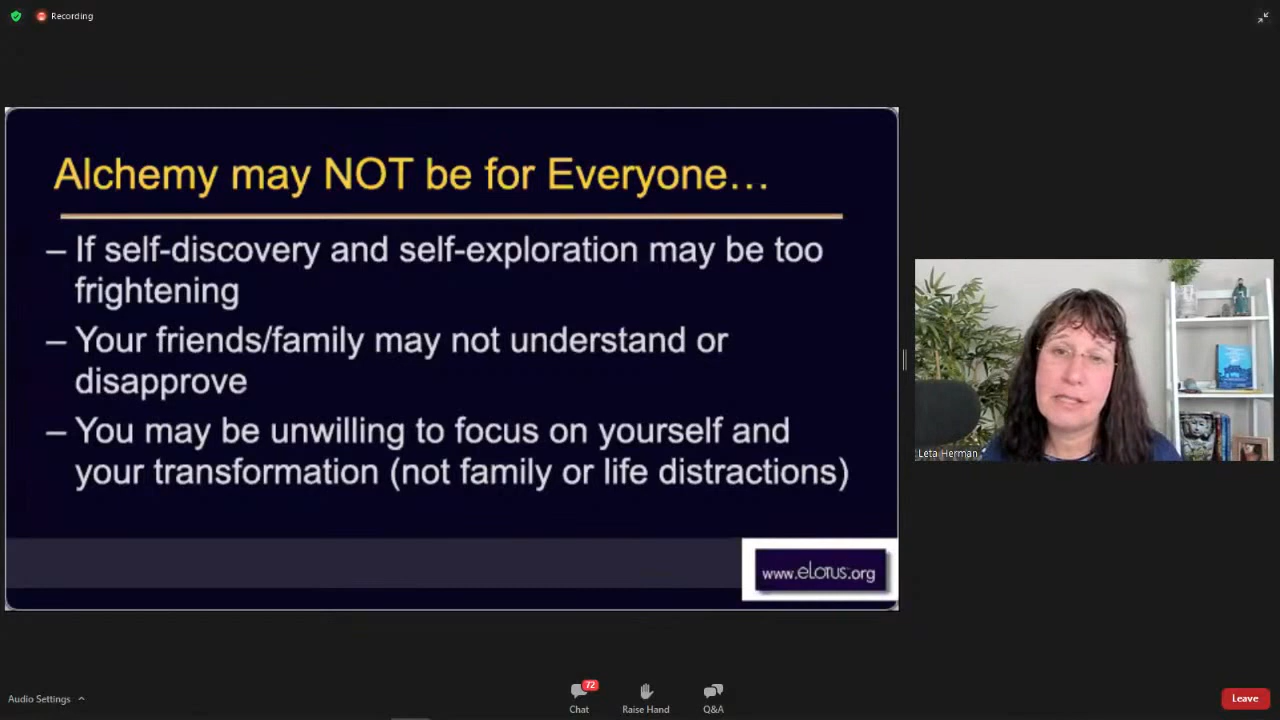 Recording
Alchemy may NOT be for Everyone…
– If self-discovery and self-exploration may be too
frightening
– Your friends/family may not understand or
disapprove
– You may be unwilling to focus on yourself and
your transformation (not family or life distractions)
www.eLotus.org
Leta Herman
Audio Settings
72
Chat
Raise Hand
Q&A
Leave